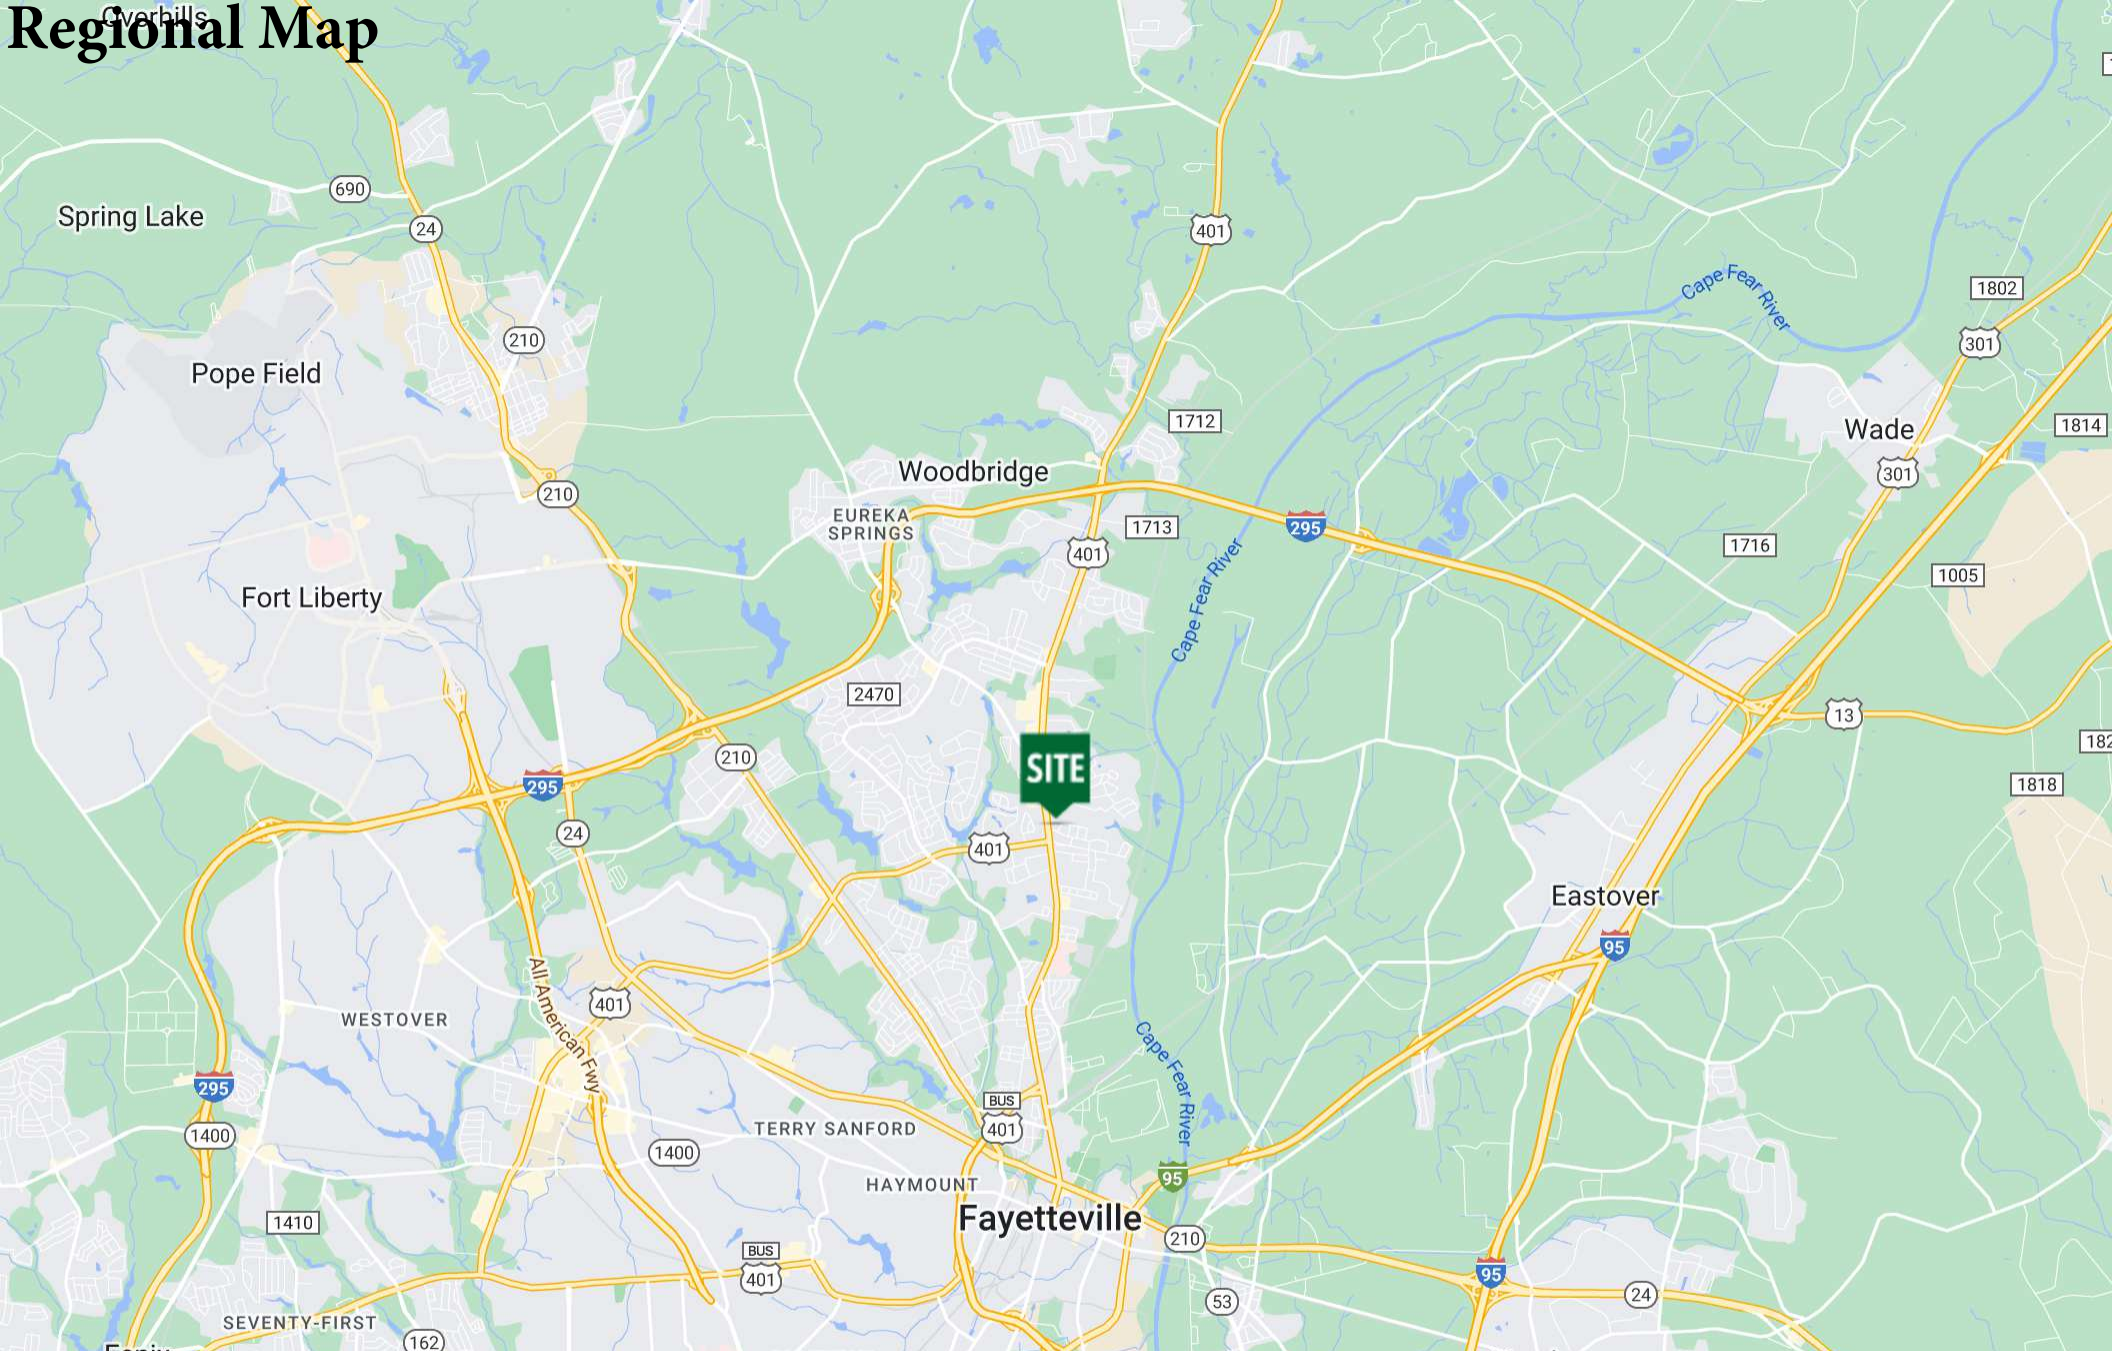 Overhills
Regional Map
690
Spring Lake
24
401
Cape Fear River
1802
301
210
Pope Field
1712
1814
Wade
Woodbridge
301
210
EUREKA
SPRINGS
1713
295
401
1716
1005
Fort Liberty
Cape Fear River
2470
13
1818
210
SITE
295
24
401
Eastover
95
All American Fwy
401
WESTOVER
Cape Fear River
295
BUS
401
1400
TERRY SANFORD
1400
HAYMOUNT
95
Fayetteville
1410
210
BUS
401
95
24
53
SEVENTY-FIRST
162